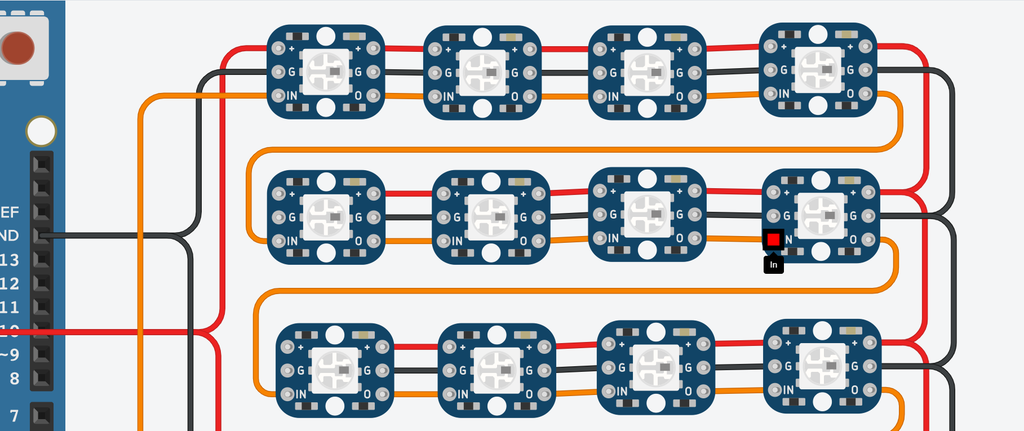 + + + +
G G G G
IN O IN O IN O IN O
EF
ND
13
12
11
10
~9
8
7
+ + + +
G G G G
IN O IN O IN O N O
In
+ + + +
G G G G
IN O IN O IN O IN O